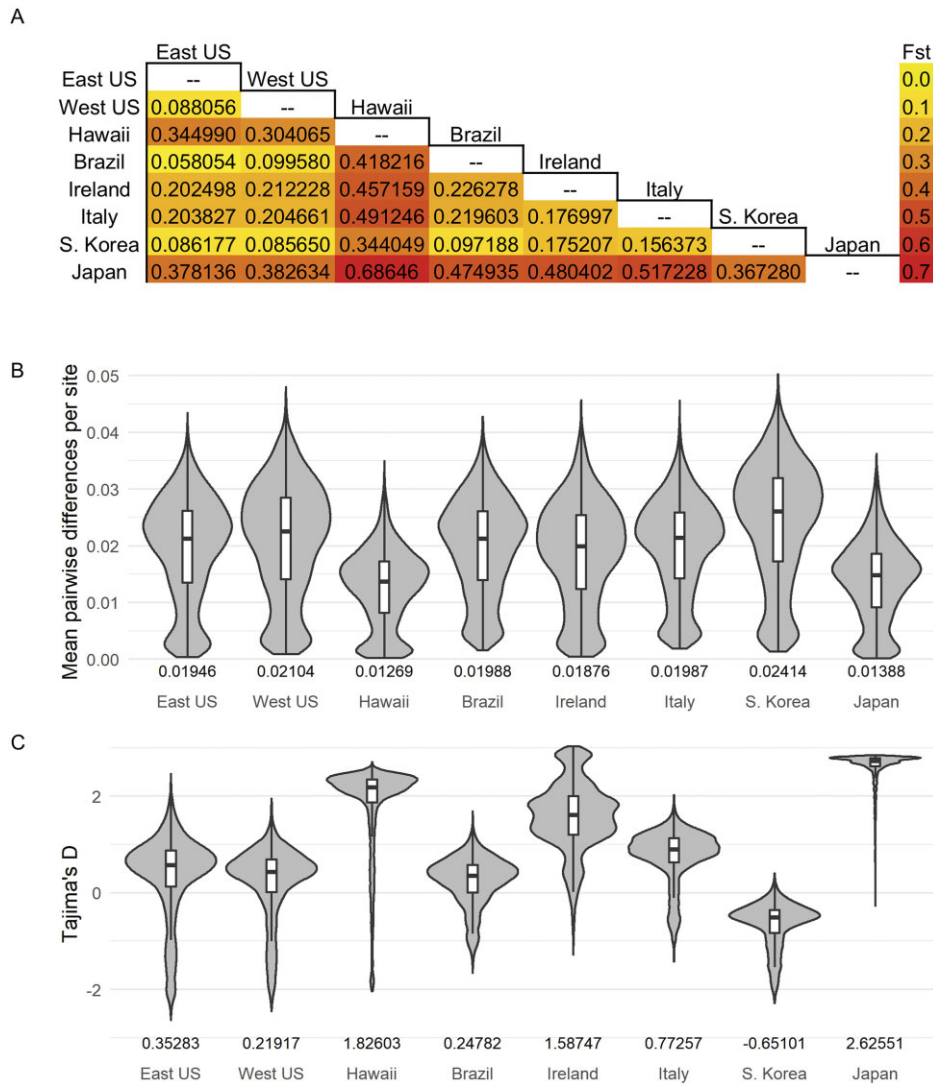 A
East US Fst
East US -- West US 0.0
West US 0.088056 -- Hawaii 0.1
Hawaii 0.344990 0.304065 -- Brazil 0.2
Brazil 0.058054 0.099580 0.418216 -- Ireland 0.3
Ireland 0.202498 0.212228 0.457159 0.226278 -- Italy 0.4
Italy 0.203827 0.204661 0.491246 0.219603 0.176997 -- S. Korea 0.5
S. Korea 0.086177 0.085650 0.344049 0.097188 0.175207 0.156373 -- Japan 0.6
Japan 0.378136 0.382634 0.68646 0.474935 0.480402 0.517228 0.367280 -- 0.7
B
Mean pairwise differences per site
0.05
0.04
0.03
0.02
0.01
0.00
0.01946 0.02104 0.01269 0.01988 0.01876 0.01987 0.02414 0.01388
East US West US Hawaii Brazil Ireland Italy S. Korea Japan
C
Tajima's D
2
0
-2
0.35283 0.21917 1.82603 0.24782 1.58747 0.77257 -0.65101 2.62551
East US West US Hawaii Brazil Ireland Italy S. Korea Japan